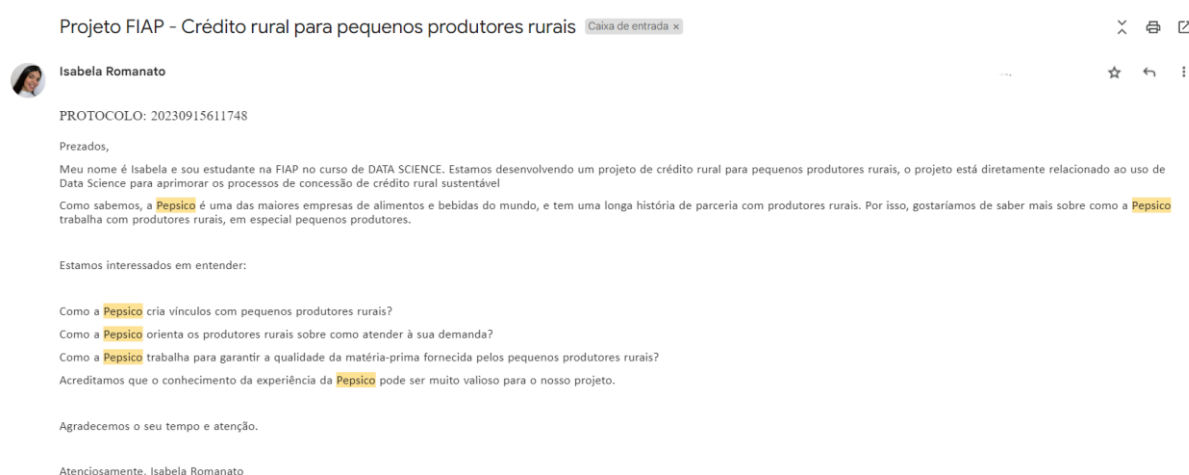 Projeto FIAP - Crédito rural para pequenos produtores rurais Caixa de entrada ×
Isabela Romanato
PROTOCOLO: 20230915611748
Prezados,
Meu nome é Isabela e sou estudante na FIAP no curso de DATA SCIENCE. Estamos desenvolvendo um projeto de crédito rural para pequenos produtores rurais, o projeto está diretamente relacionado ao uso de
Data Science para aprimorar os processos de concessão de crédito rural sustentável
Como sabemos, a Pepsico é uma das maiores empresas de alimentos e bebidas do mundo, e tem uma longa história de parceria com produtores rurais. Por isso, gostaríamos de saber mais sobre como a Pepsico
trabalha com produtores rurais, em especial pequenos produtores.
Estamos interessados em entender:
Como a Pepsico cria vínculos com pequenos produtores rurais?
Como a Pepsico orienta os produtores rurais sobre como atender à sua demanda?
Como a Pepsico trabalha para garantir a qualidade da matéria-prima fornecida pelos pequenos produtores rurais?
Acreditamos que o conhecimento da experiência da Pepsico pode ser muito valioso para o nosso projeto.
Agradecemos o seu tempo e atenção.
Atenciosamente, Isabela Romanato